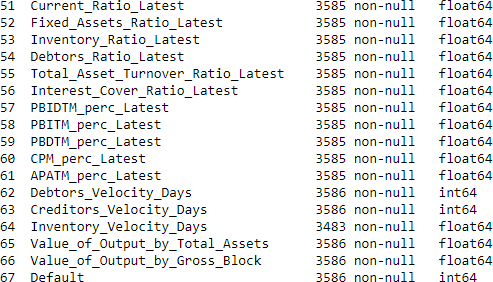 51 Current_Ratio_Latest 3585 non-null float64
52 Fixed_Assets_Ratio_Latest 3585 non-null float64
53 Inventory_Ratio_Latest 3585 non-null float64
54 Debtors_Ratio_Latest 3585 non-null float64
55 Total_Asset_Turnover_Ratio_Latest 3585 non-null float64
56 Interest_Cover_Ratio_Latest 3585 non-null float64
57 PBIDTM_perc_Latest 3585 non-null float64
58 PBITM_perc_Latest 3585 non-null float64
59 PBDTM_perc_Latest 3585 non-null float64
60 CPM_perc_Latest 3585 non-null float64
61 APATM_perc_Latest 3585 non-null float64
62 Debtors_Velocity_Days 3586 non-null int64
63 Creditors_Velocity_Days 3586 non-null int64
64 Inventory_Velocity_Days 3483 non-null float64
65 Value_of_Output_by_Total_Assets 3586 non-null float64
66 Value_of_Output_by_Gross_Block 3586 non-null float64
67 Default 3586 non-null int64